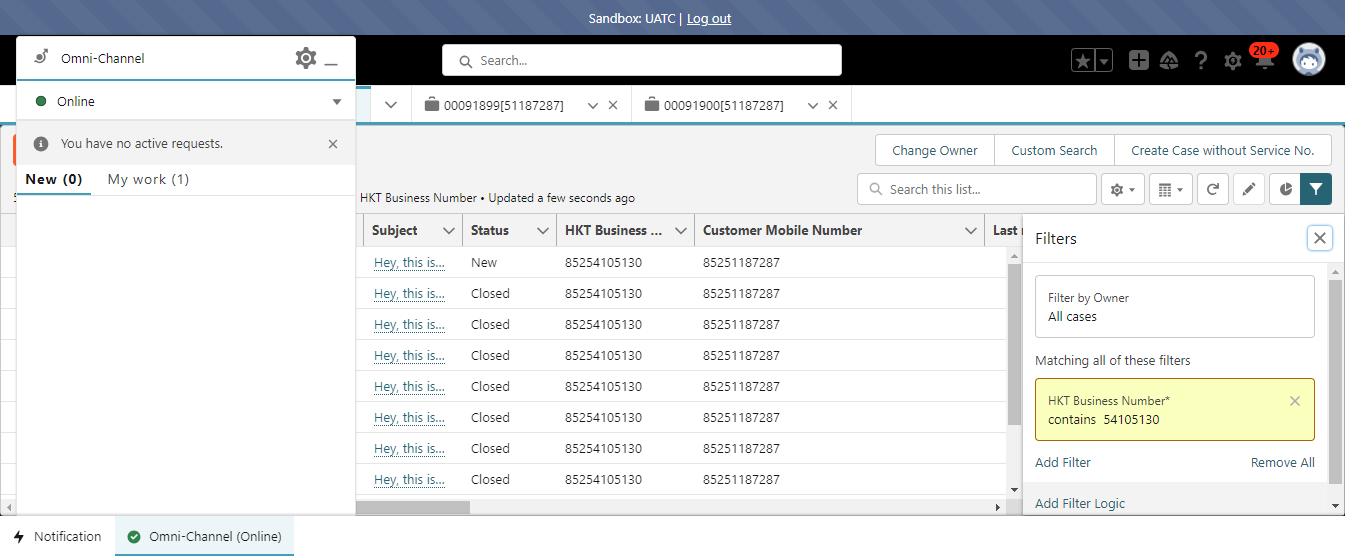 Sandbox: UATC | Log out
Omni-Channel
Search...
20+
Online
00091899[51187287]
00091900[51187287]
You have no active requests.
Change Owner
Custom Search
Create Case without Service No.
New (0)
My work (1)
HKT Business Number • Updated a few seconds ago
Search this list...
Subject Status HKT Business ... Customer Mobile Number Last
Hey, this is... New 85254105130 85251187287
Hey, this is... Closed 85254105130 85251187287
Hey, this is... Closed 85254105130 85251187287
Hey, this is... Closed 85254105130 85251187287
Hey, this is... Closed 85254105130 85251187287
Hey, this is... Closed 85254105130 85251187287
Hey, this is... Closed 85254105130 85251187287
Hey, this is... Closed 85254105130 85251187287
Filters
Filter by Owner
All cases
Matching all of these filters
HKT Business Number*
contains 54105130
Add Filter
Remove All
Add Filter Logic
Notification
Omni-Channel (Online)